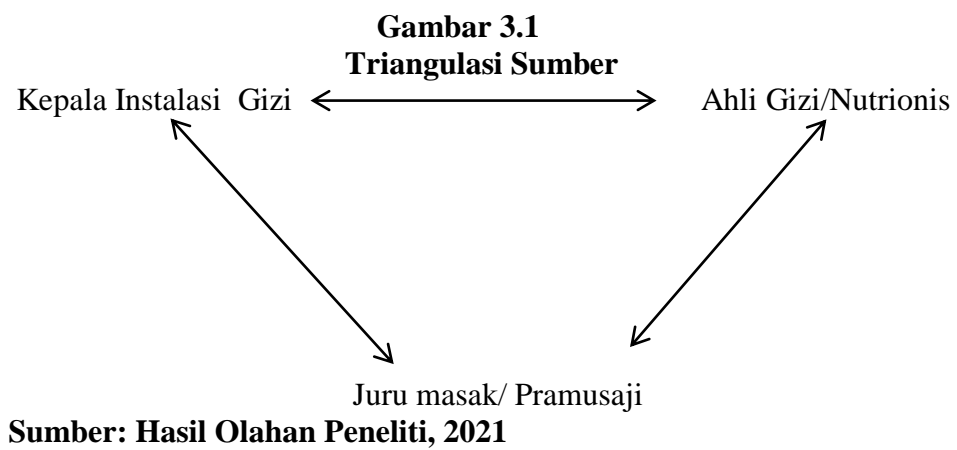 Gambar 3.1
Triangulasi Sumber
Kepala Instalasi Gizi
Ahli Gizi/Nutrionis
Juru masak/ Pramusaji
Sumber: Hasil Olahan Peneliti, 2021